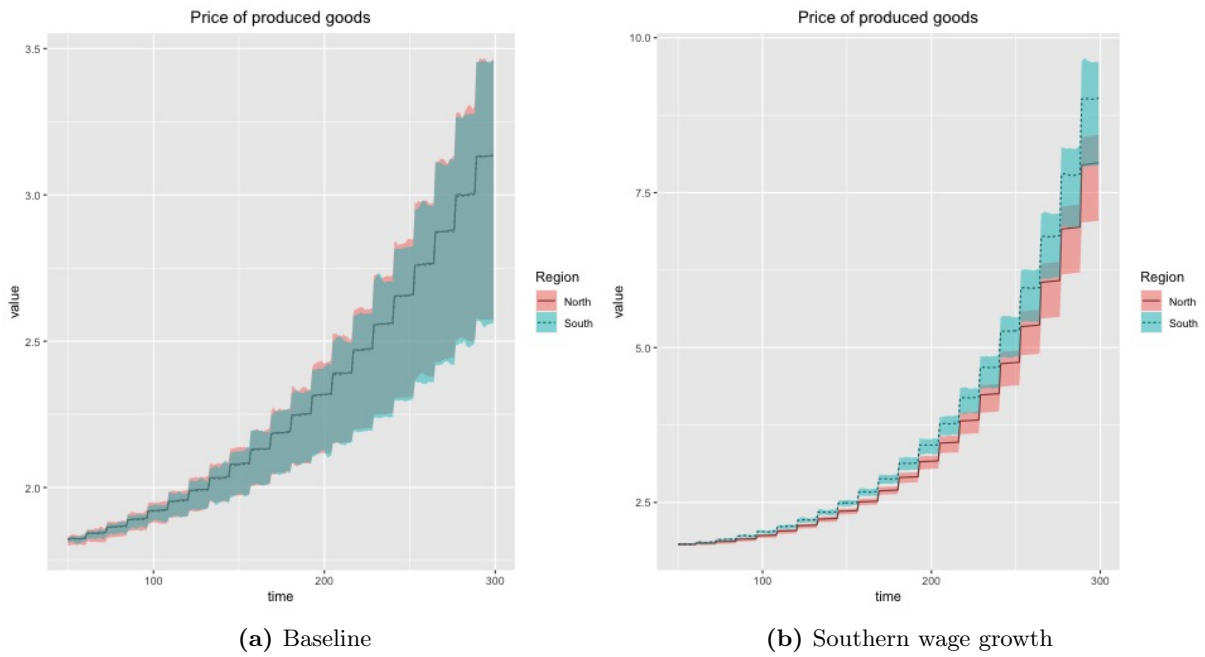 Price of produced goods
3.5
3.0
2.5
2.0
value
100
200
300
time
Region
North
South
(a) Baseline
Price of produced goods
10.0
7.5
5.0
2.5
value
100
200
300
time
Region
North
South
(b) Southern wage growth